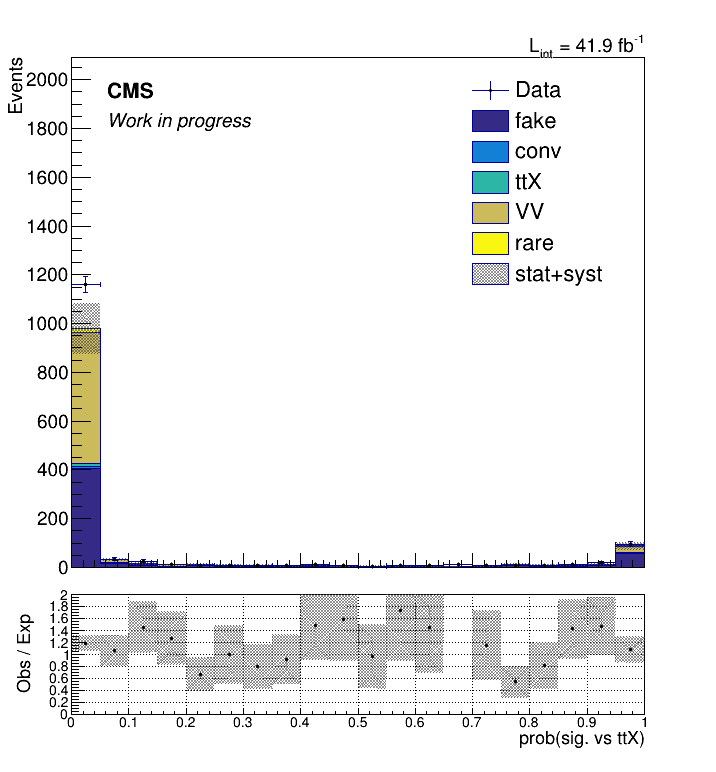 L_int = 41.9 fb^-1
Events
2000
1800
1600
1400
1200
1000
800
600
400
200
0
CMS
Work in progress
Data
fake
conv
ttX
VV
rare
stat+syst
Obs / Exp
2
1.8
1.6
1.4
1.2
1
0.8
0.6
0.4
0.2
0
0 0.1 0.2 0.3 0.4 0.5 0.6 0.7 0.8 0.9 1
prob(sig. vs ttX)